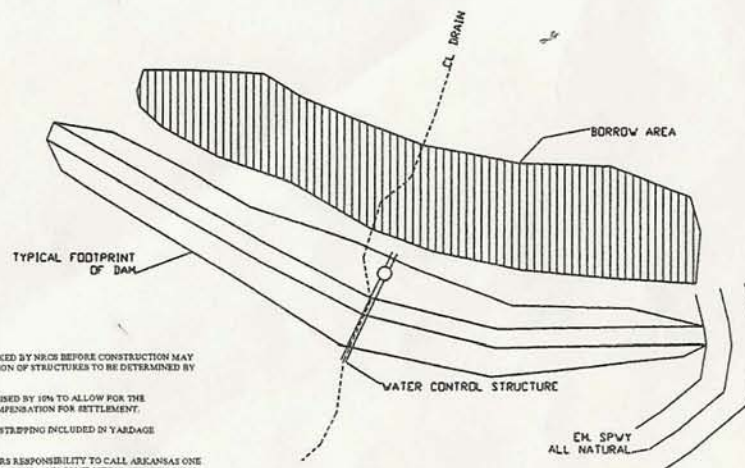 CL DRAIN
BORROW AREA
TYPICAL FOOTPRINT
OF DAM
KED BY NRCS BEFORE CONSTRUCTION MAY
ION OF STRUCTURES TO BE DETERMINED BY
ISED BY 10% TO ALLOW FOR THE
MPENSATION FOR SETTLEMENT.
STRIPPING INCLUDED IN YARDAGE
RS RESPONSIBILITY TO CALL ARKANSAS ONE
WATER CONTROL STRUCTURE
EM. SPWY
ALL NATURAL